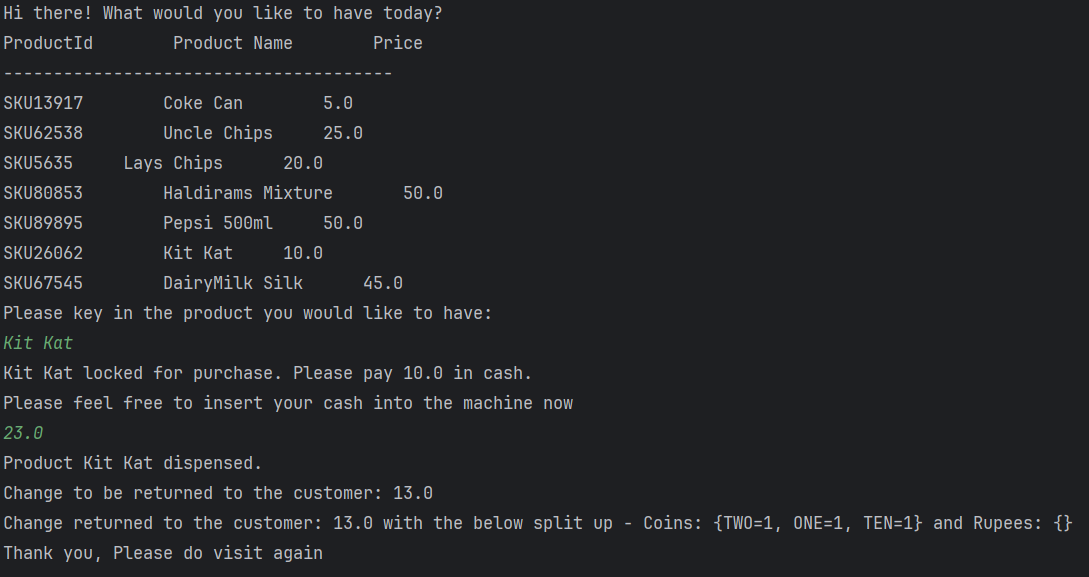 Hi there! What would you like to have today?
ProductId        Product Name        Price
---------------------------------------
SKU13917        Coke Can        5.0
SKU62538        Uncle Chips     25.0
SKU5635     Lays Chips      20.0
SKU80853        Haldirams Mixture       50.0
SKU89895        Pepsi 500ml     50.0
SKU26062        Kit Kat     10.0
SKU67545        DairyMilk Silk      45.0
Please key in the product you would like to have:
Kit Kat
Kit Kat locked for purchase. Please pay 10.0 in cash.
Please feel free to insert your cash into the machine now
23.0
Product Kit Kat dispensed.
Change to be returned to the customer: 13.0
Change returned to the customer: 13.0 with the below split up - Coins: {TWO=1, ONE=1, TEN=1} and Rupees: {}
Thank you, Please do visit again